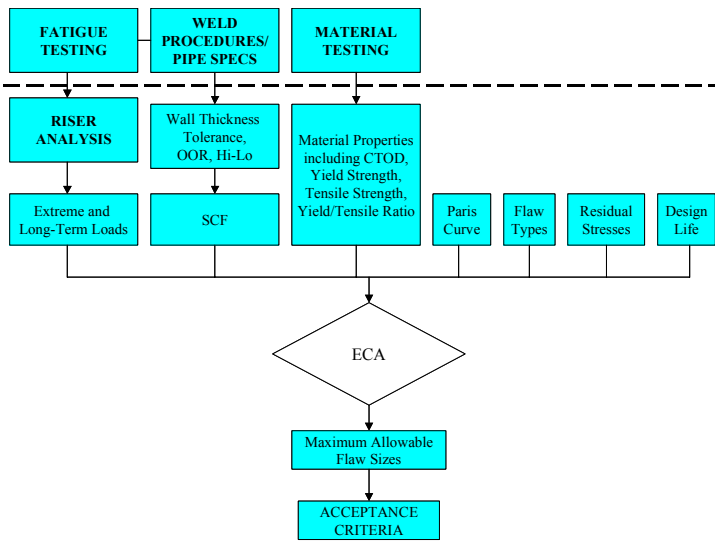 FATIGUE
TESTING
WELD
PROCEDURES/
PIPE SPECS
MATERIAL
TESTING
RISER
ANALYSIS
Wall Thickness
Tolerance,
OOR, Hi-Lo
Material Properties
including CTOD,
Yield Strength,
Tensile Strength,
Yield/Tensile Ratio
Extreme and
Long-Term Loads
SCF
Paris
Curve
Flaw
Types
Residual
Stresses
Design
Life
ECA
Maximum Allowable
Flaw Sizes
ACCEPTANCE
CRITERIA